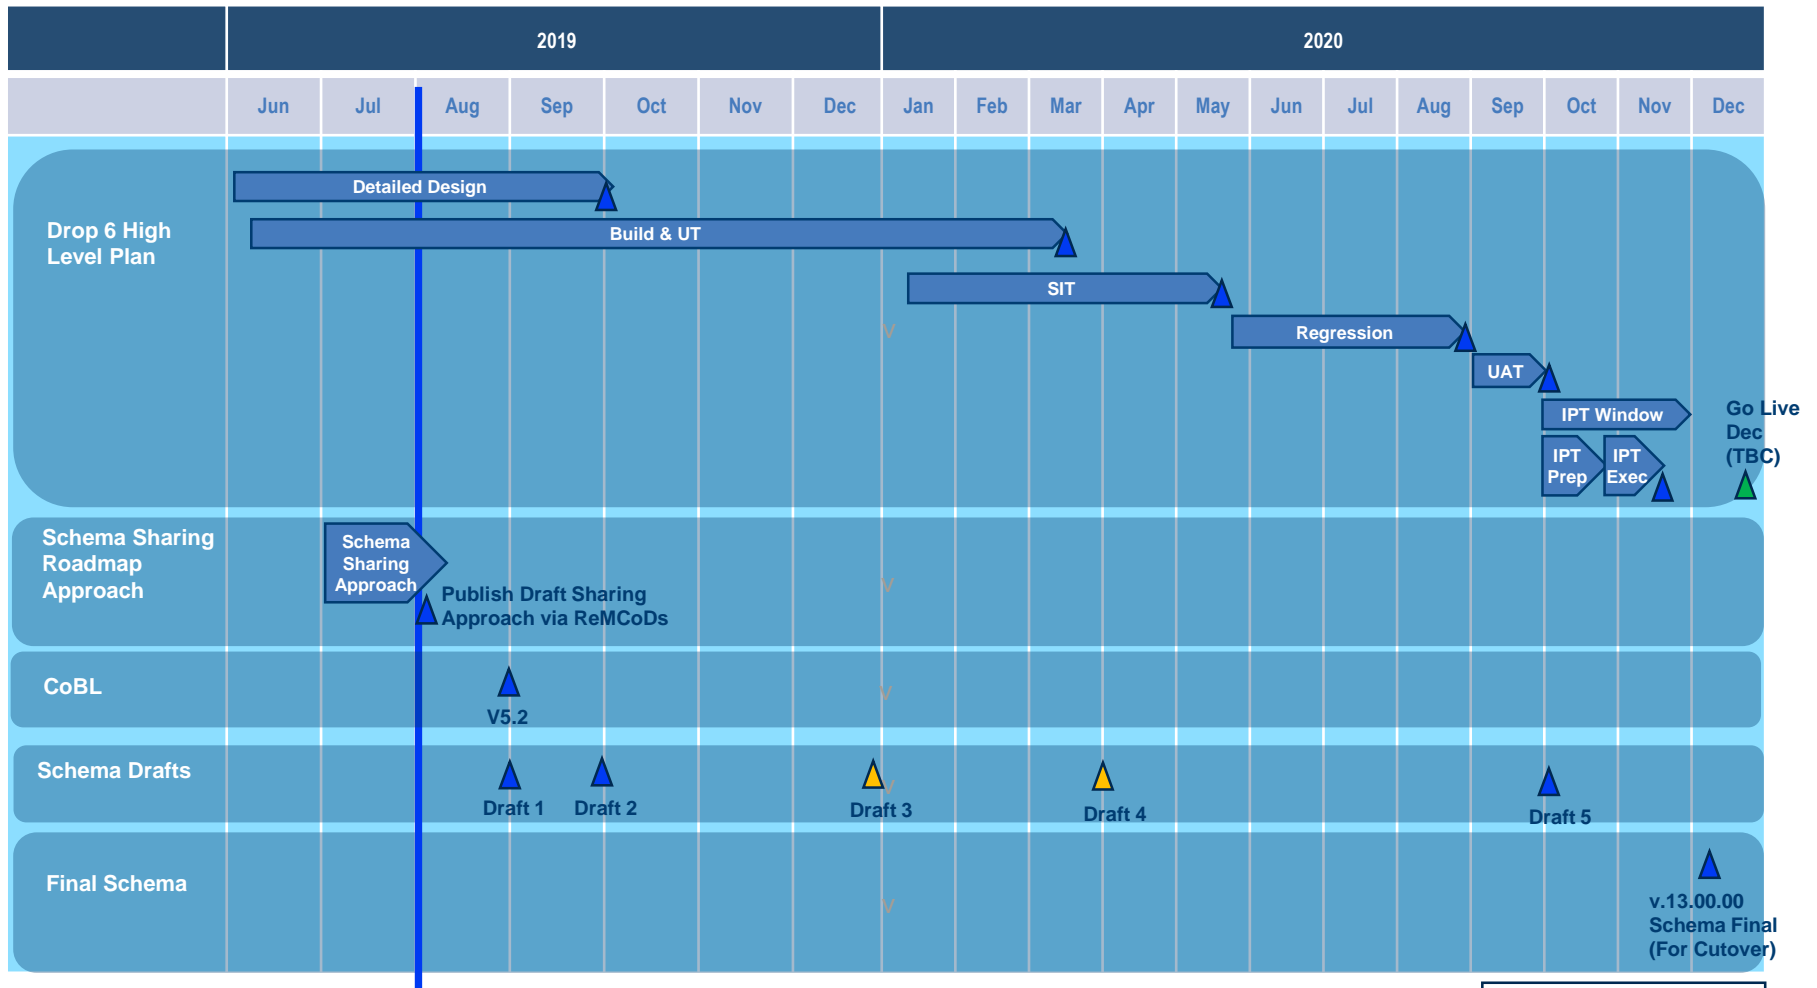 2019
2020
Jun
Jul
Aug
Sep
Oct
Nov
Dec
Jan
Feb
Mar
Apr
May
Jun
Jul
Aug
Sep
Oct
Nov
Dec
Drop 6 High
Level Plan
Detailed Design
Build & UT
SIT
V
Regression
UAT
IPT Window
IPT
Prep
IPT
Exec
Go Live
Dec
(TBC)
Schema Sharing
Roadmap
Approach
Schema
Sharing
Approach
V
Publish Draft Sharing
Approach via ReMCoDs
CoBL
V
V5.2
Schema Drafts
V
Draft 1
Draft 2
Draft 3
Draft 4
Draft 5
Final Schema
V
v.13.00.00
Schema Final
(For Cutover)